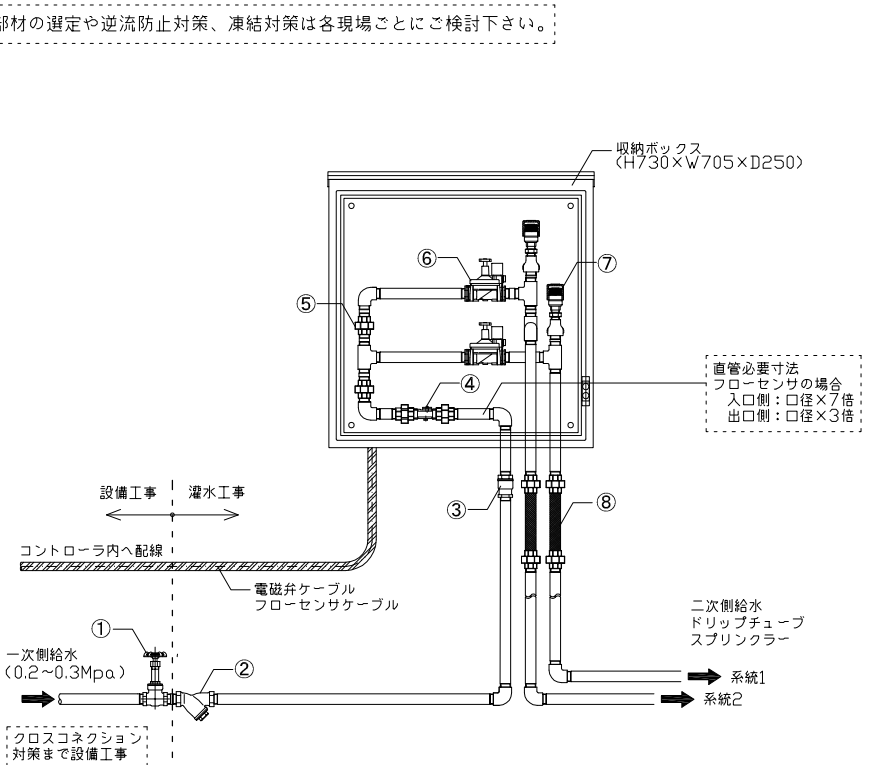 部材の選定や逆流防止対策、凍結対策は各現場ごとにご検討下さい。
収納ボックス
(H730×W705×D250)
⑥
⑦
⑤
④
直管必要寸法
フローセンサの場合
入口側：口径×7倍
出口側：口径×3倍
設備工事
灌水工事
③
⑧
コントローラ内へ配線
電磁弁ケーブル
フローセンサケーブル
①
②
一次側給水
(0.2~0.3Mpa)
二次側給水
ドリップチューブ
スプリンクラー
系統1
系統2
クロスコネクション
対策まで設備工事